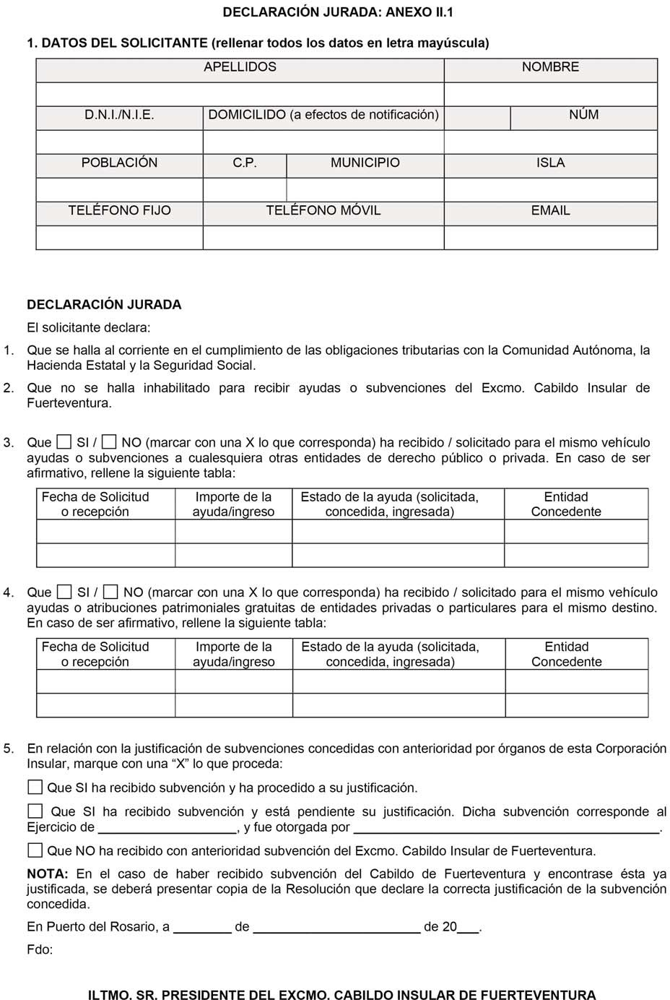 DECLARACIÓN JURADA: ANEXO II.1
1. DATOS DEL SOLICITANTE (rellenar todos los datos en letra mayúscula)
APELLIDOS NOMBRE
D.N.I./N.I.E. DOMICILIDO (a efectos de notificación) NÚM
POBLACIÓN C.P. MUNICIPIO ISLA
TELÉFONO FIJO TELÉFONO MÓVIL EMAIL
DECLARACIÓN JURADA
El solicitante declara:
1. Que se halla al corriente en el cumplimiento de las obligaciones tributarias con la Comunidad Autónoma, la
Hacienda Estatal y la Seguridad Social.
2. Que no se halla inhabilitado para recibir ayudas o subvenciones del Excmo. Cabildo Insular de
Fuerteventura.
3. Que ☐ SI / ☐ NO (marcar con una X lo que corresponda) ha recibido / solicitado para el mismo vehículo
ayudas o subvenciones a cualesquiera otras entidades de derecho público o privada. En caso de ser
afirmativo, rellene la siguiente tabla:
Fecha de Solicitud Importe de la Estado de la ayuda (solicitada, Entidad
o recepción ayuda/ingreso concedida, ingresada) Concedente
4. Que ☐ SI / ☐ NO (marcar con una X lo que corresponda) ha recibido / solicitado para el mismo vehículo
ayudas o atribuciones patrimoniales gratuitas de entidades privadas o particulares para el mismo destino.
En caso de ser afirmativo, rellene la siguiente tabla:
Fecha de Solicitud Importe de la Estado de la ayuda (solicitada, Entidad
o recepción ayuda/ingreso concedida, ingresada) Concedente
5. En relación con la justificación de subvenciones concedidas con anterioridad por órganos de esta Corporación
Insular, marque con una “X” lo que proceda:
☐ Que SI ha recibido subvención y ha procedido a su justificación.
☐ Que SI ha recibido subvención y está pendiente su justificación. Dicha subvención corresponde al
Ejercicio de ____________________, y fue otorgada por ____________________________________________.
☐ Que NO ha recibido con anterioridad subvención del Excmo. Cabildo Insular de Fuerteventura.
NOTA: En el caso de haber recibido subvención del Cabildo de Fuerteventura y encontrase ésta ya
justificada, se deberá presentar copia de la Resolución que declare la correcta justificación de la subvención
concedida.
En Puerto del Rosario, a ________ de ________________________ de 20___.
Fdo:
ILTMO. SR. PRESIDENTE DEL EXCMO. CABILDO INSULAR DE FUERTEVENTURA